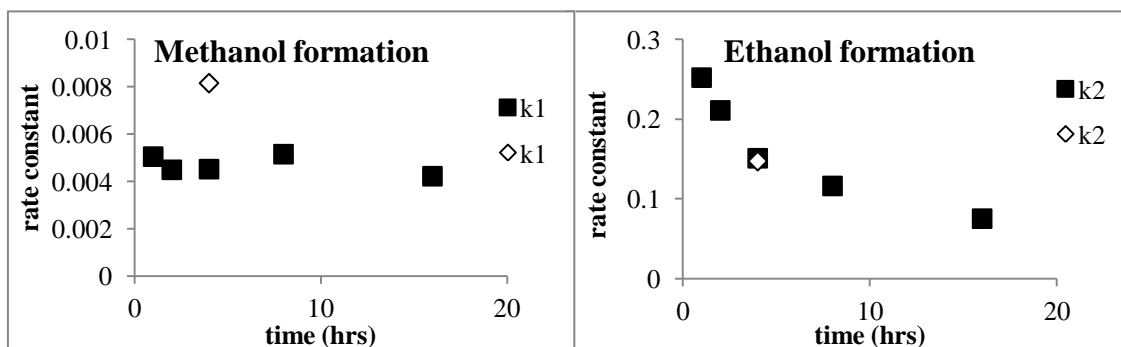 Methanol formation
rate constant
0.01
0.008
0.006
0.004
0.002
0
0
10
20
time (hrs)
k1
k1
Ethanol formation
rate constant
0.3
0.2
0.1
0
0
10
20
time (hrs)
k2
k2